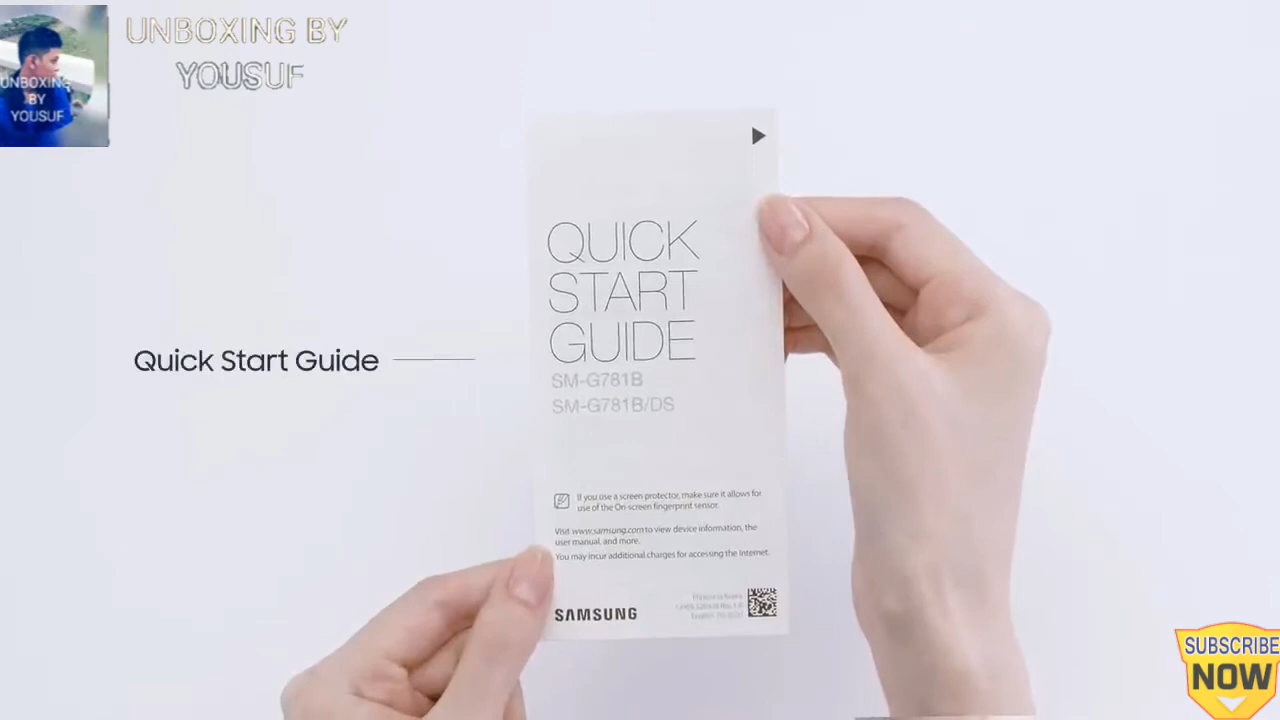 UNBOXING BY
YOUSUF
UNBOXING
BY
YOUSUF
QUICK
START
GUIDE
SM-G781B
SM-G781B/DS
Quick Start Guide
If you use a screen protector, make sure it allows for
use of the On-screen fingerprint sensor.
Visit www.samsung.com to view device information, the
user manual, and more.
You may incur additional charges for accessing the Internet.
SAMSUNG
Printed in Korea
SUBSCRIBE
NOW